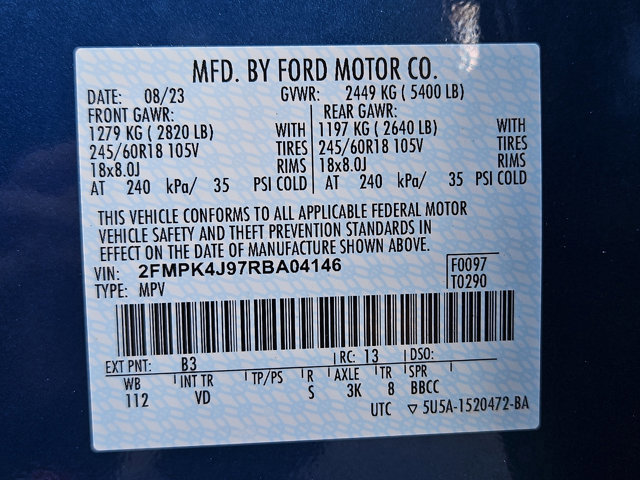 MFD. BY FORD MOTOR CO.
DATE: 08/23 GVWR: 2449 KG ( 5400 LB)
FRONT GAWR: REAR GAWR:
1279 KG ( 2820 LB) WITH 1197 KG ( 2640 LB) WITH
245/60R18 105V TIRES 245/60R18 105V TIRES
18x8.0J RIMS 18x8.0J RIMS
AT 240 kPa/ 35 PSI COLD AT 240 kPa/ 35 PSI COLD
THIS VEHICLE CONFORMS TO ALL APPLICABLE FEDERAL MOTOR
VEHICLE SAFETY AND THEFT PREVENTION STANDARDS IN
EFFECT ON THE DATE OF MANUFACTURE SHOWN ABOVE.
VIN: 2FMPK4J97RBA04146 F0097
TYPE: MPV T0290
EXT PNT: B3 RC: 13 DSO:
WB INT TR TP/PS R AXLE TR SPR
112 VD S 3K 8 BBCC
UTC ▽ 5U5A-1520472-BA